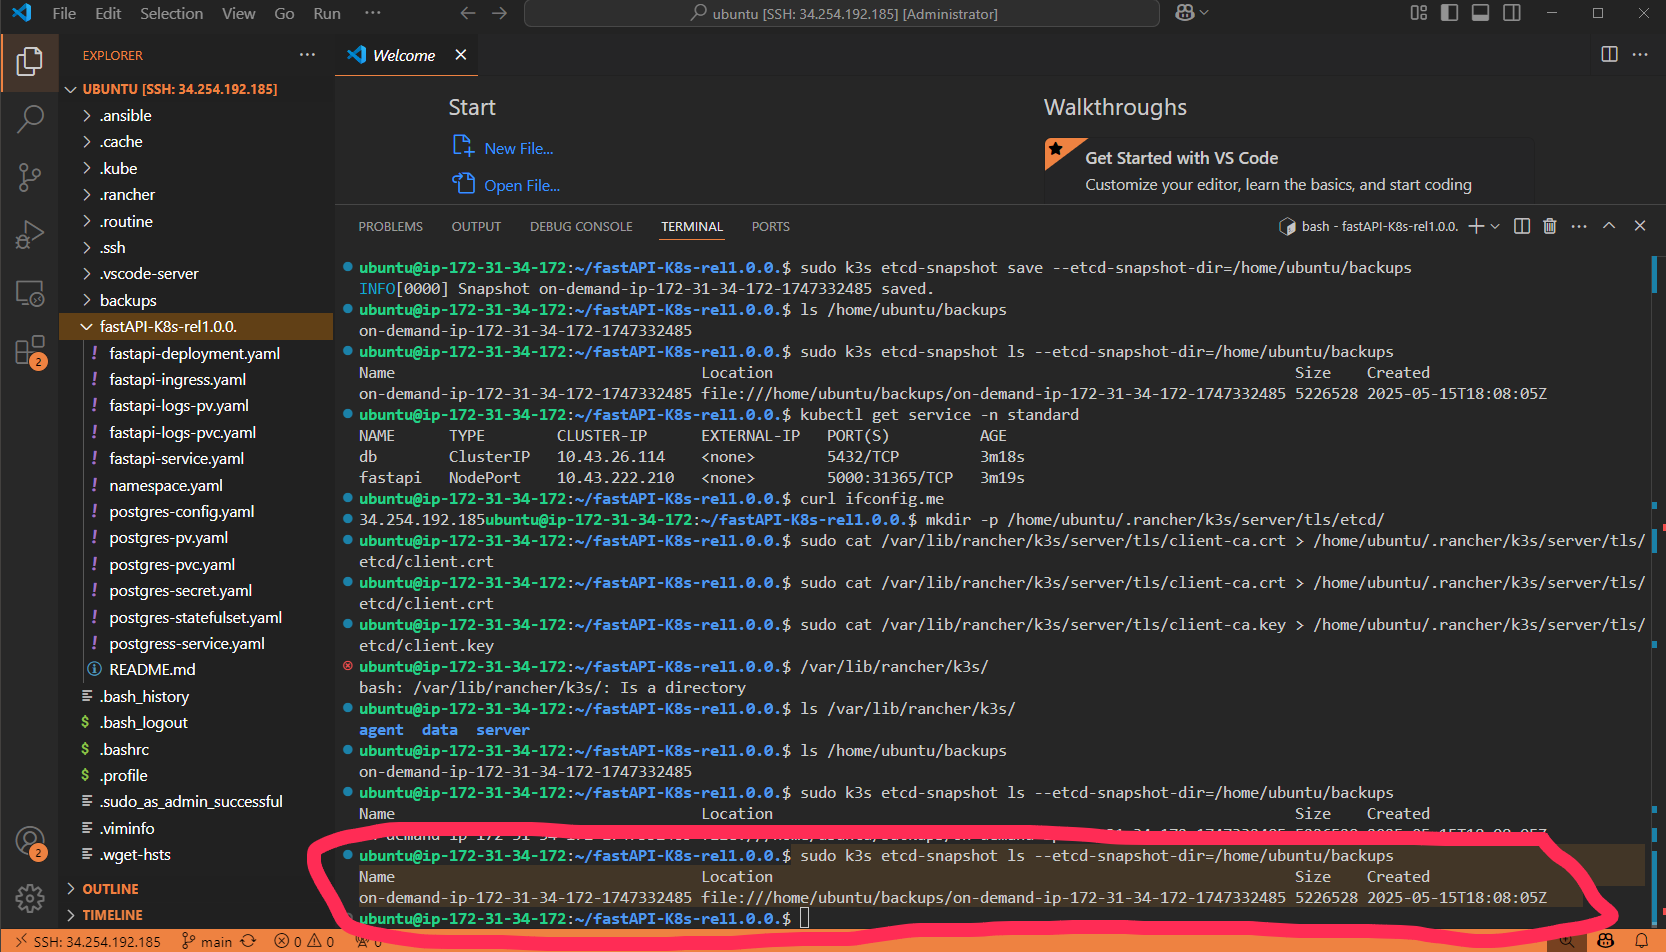 File Edit Selection View Go Run ···
ubuntu [SSH: 34.254.192.185] [Administrator]
EXPLORER
UBUNTU [SSH: 34.254.192.185]
.ansible
.cache
.kube
.rancher
.routine
.ssh
.vscode-server
backups
fastAPI-K8s-rel1.0.0.
! fastapi-deployment.yaml
! fastapi-ingress.yaml
! fastapi-logs-pv.yaml
! fastapi-logs-pvc.yaml
! fastapi-service.yaml
! namespace.yaml
! postgres-config.yaml
! postgres-pv.yaml
! postgres-pvc.yaml
! postgres-secret.yaml
! postgres-statefulset.yaml
! postgress-service.yaml
README.md
.bash_history
$ .bash_logout
$ .bashrc
$ .profile
.sudo_as_admin_successful
.viminfo
.wget-hsts
OUTLINE
TIMELINE
2
2
Welcome
Start
New File...
Open File...
Walkthroughs
Get Started with VS Code
Customize your editor, learn the basics, and start coding
PROBLEMS OUTPUT DEBUG CONSOLE TERMINAL PORTS
bash - fastAPI-K8s-rel1.0.0.
ubuntu@ip-172-31-34-172:~/fastAPI-K8s-rel1.0.0.$ sudo k3s etcd-snapshot save --etcd-snapshot-dir=/home/ubuntu/backups
INFO[0000] Snapshot on-demand-ip-172-31-34-172-1747332485 saved.
ubuntu@ip-172-31-34-172:~/fastAPI-K8s-rel1.0.0.$ ls /home/ubuntu/backups
on-demand-ip-172-31-34-172-1747332485
ubuntu@ip-172-31-34-172:~/fastAPI-K8s-rel1.0.0.$ sudo k3s etcd-snapshot ls --etcd-snapshot-dir=/home/ubuntu/backups
Name Location Size Created
on-demand-ip-172-31-34-172-1747332485 file:///home/ubuntu/backups/on-demand-ip-172-31-34-172-1747332485 5226528 2025-05-15T18:08:05Z
ubuntu@ip-172-31-34-172:~/fastAPI-K8s-rel1.0.0.$ kubectl get service -n standard
NAME TYPE CLUSTER-IP EXTERNAL-IP PORT(S) AGE
db ClusterIP 10.43.26.114 <none> 5432/TCP 3m18s
fastapi NodePort 10.43.222.210 <none> 5000:31365/TCP 3m19s
ubuntu@ip-172-31-34-172:~/fastAPI-K8s-rel1.0.0.$ curl ifconfig.me
34.254.192.185ubuntu@ip-172-31-34-172:~/fastAPI-K8s-rel1.0.0.$ mkdir -p /home/ubuntu/.rancher/k3s/server/tls/etcd/
ubuntu@ip-172-31-34-172:~/fastAPI-K8s-rel1.0.0.$ sudo cat /var/lib/rancher/k3s/server/tls/client-ca.crt > /home/ubuntu/.rancher/k3s/server/tls/
etcd/client.crt
ubuntu@ip-172-31-34-172:~/fastAPI-K8s-rel1.0.0.$ sudo cat /var/lib/rancher/k3s/server/tls/client-ca.crt > /home/ubuntu/.rancher/k3s/server/tls/
etcd/client.crt
ubuntu@ip-172-31-34-172:~/fastAPI-K8s-rel1.0.0.$ sudo cat /var/lib/rancher/k3s/server/tls/client-ca.key > /home/ubuntu/.rancher/k3s/server/tls/
etcd/client.key
ubuntu@ip-172-31-34-172:~/fastAPI-K8s-rel1.0.0.$ /var/lib/rancher/k3s/
bash: /var/lib/rancher/k3s/: Is a directory
ubuntu@ip-172-31-34-172:~/fastAPI-K8s-rel1.0.0.$ ls /var/lib/rancher/k3s/
agent data server
ubuntu@ip-172-31-34-172:~/fastAPI-K8s-rel1.0.0.$ ls /home/ubuntu/backups
on-demand-ip-172-31-34-172-1747332485
ubuntu@ip-172-31-34-172:~/fastAPI-K8s-rel1.0.0.$ sudo k3s etcd-snapshot ls --etcd-snapshot-dir=/home/ubuntu/backups
Name Location Size Created
ubuntu@ip-172-31-34-172:~/fastAPI-K8s-rel1.0.0.$ sudo k3s etcd-snapshot ls --etcd-snapshot-dir=/home/ubuntu/backups
Name Location Size Created
on-demand-ip-172-31-34-172-1747332485 file:///home/ubuntu/backups/on-demand-ip-172-31-34-172-1747332485 5226528 2025-05-15T18:08:05Z
ubuntu@ip-172-31-34-172:~/fastAPI-K8s-rel1.0.0.$
SSH: 34.254.192.185 main 0 0 0